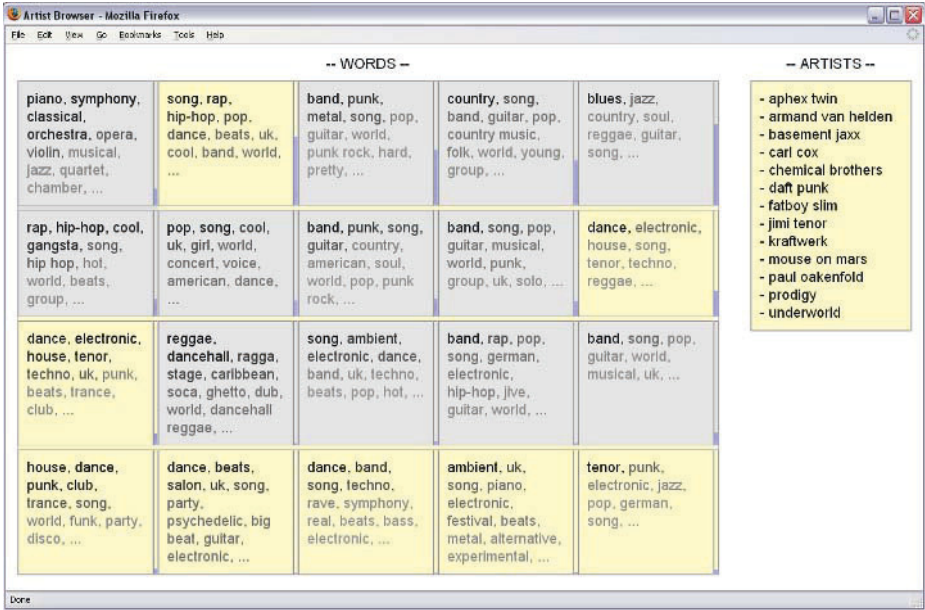 Artist Browser - Mozilla Firefox
File Edit View Go Bookmarks Tools Help
-- WORDS --
piano, symphony,
classical,
orchestra, opera,
violin, musical,
jazz, quartet,
chamber, ...
song, rap,
hip-hop, pop,
dance, beats, uk,
cool, band, world,
...
band, punk,
metal, song, pop,
guitar, world,
punk rock, hard,
pretty, ...
country, song,
band, guitar, pop,
country music,
folk, world, young,
group, ...
blues, jazz,
country, soul,
reggae, guitar,
song, ...
rap, hip-hop, cool,
gangsta, song,
hip hop, hot,
world, beats,
group, ...
pop, song, cool,
uk, girl, world,
concert, voice,
american, dance,
...
band, punk, song,
guitar, country,
american, soul,
world, pop, punk
rock, ...
band, song, pop,
guitar, musical,
world, punk,
group, uk, solo, ...
dance, electronic,
house, song,
tenor, techno,
reggae, ...
dance, electronic,
house, tenor,
techno, uk, punk,
beats, trance,
club, ...
reggae,
dancehall, ragga,
stage, caribbean,
soca, ghetto, dub,
world, dancehall
reggae, ...
song, ambient,
electronic, dance,
band, uk, techno,
beats, pop, hot, ...
band, rap, pop,
song, german,
electronic,
hip-hop, jive,
guitar, world, ...
band, song, pop,
guitar, world,
musical, uk, ...
house, dance,
punk, club,
trance, song,
world, funk, party,
disco, ...
dance, beats,
salon, uk, song,
party,
psychedelic, big
beat, guitar,
electronic, ...
dance, band,
song, techno,
rave, symphony,
real, beats, bass,
electronic, ...
ambient, uk,
song, piano,
electronic,
festival, beats,
metal, alternative,
experimental, ...
tenor, punk,
electronic, jazz,
pop, german,
song, ...
-- ARTISTS --
- aphex twin
- armand van helden
- basement jaxx
- carl cox
- chemical brothers
- daft punk
- fatboy slim
- jimi tenor
- kraftwerk
- mouse on mars
- paul oakenfold
- prodigy
- underworld
Done